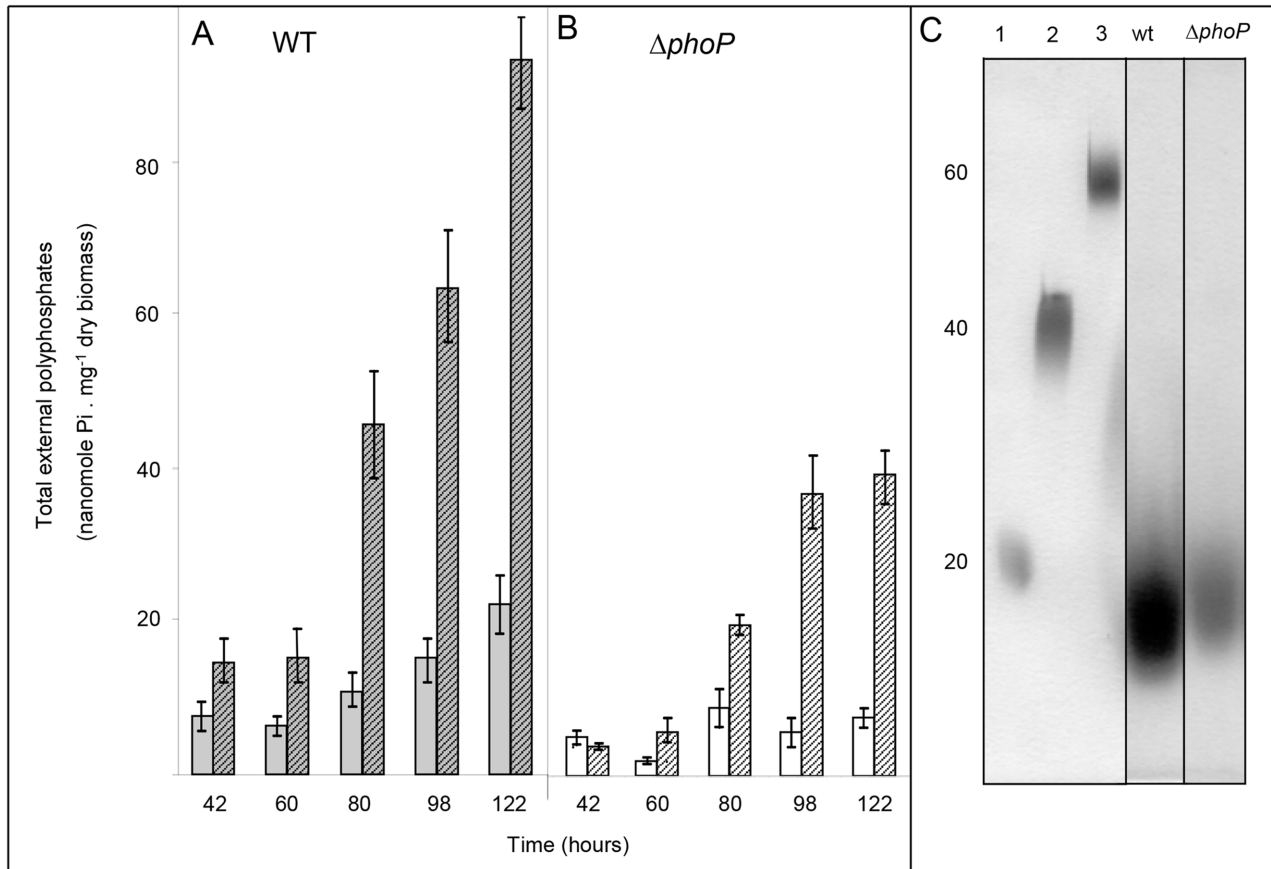 A WT
B ΔphoP
C
1 2 3 wt ΔphoP
Total external polyphosphates
(nanomole Pi . mg⁻¹ dry biomass)
80
60
40
20
42 60 80 98 122
42 60 80 98 122
Time (hours)
60
40
20